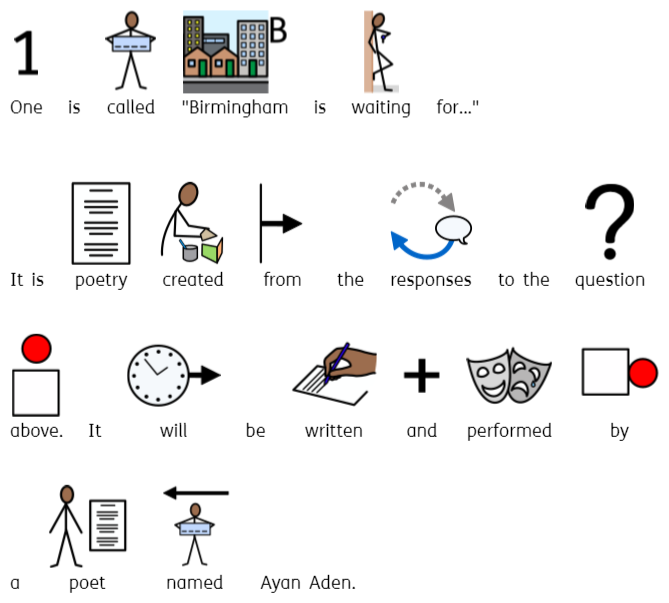 1 B
One is called "Birmingham is waiting for..."
?
It is poetry created from the responses to the question
+
above. It will be written and performed by
a poet named Ayan Aden.